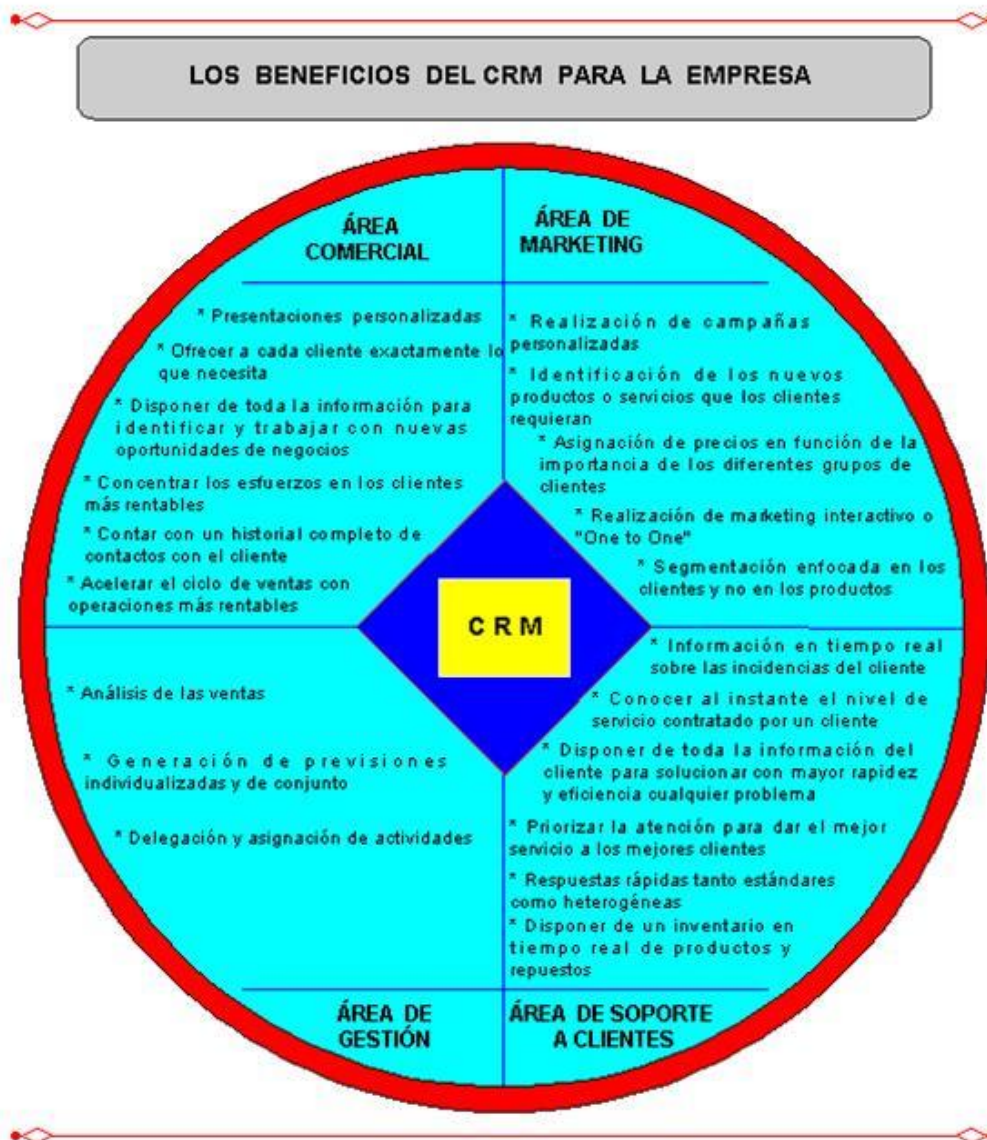 LOS BENEFICIOS DEL CRM PARA LA EMPRESA
ÁREA
COMERCIAL
* Presentaciones personalizadas
* Ofrecer a cada cliente exactamente lo
que necesita
* Disponer de toda la información para
identificar y trabajar con nuevas
oportunidades de negocios
* Concentrar los esfuerzos en los clientes
más rentables
* Contar con un historial completo de
contactos con el cliente
* Acelerar el ciclo de ventas con
operaciones más rentables
ÁREA DE
MARKETING
* Realización de campañas
personalizadas
* Identificación de los nuevos
productos o servicios que los clientes
requieran
* Asignación de precios en función de la
importancia de los diferentes grupos de
clientes
* Realización de marketing interactivo o
"One to One"
* Segmentación enfocada en los
clientes y no en los productos
C R M
* Análisis de las ventas
* Generación de previsiones
individualizadas y de conjunto
* Delegación y asignación de actividades
ÁREA DE
GESTIÓN
* Información en tiempo real
sobre las incidencias del cliente
* Conocer al instante el nivel de
servicio contratado por un cliente
* Disponer de toda la información del
cliente para solucionar con mayor rapidez
y eficiencia cualquier problema
* Priorizar la atención para dar el mejor
servicio a los mejores clientes
* Respuestas rápidas tanto estándares
como heterogéneas
* Disponer de un inventario en
tiempo real de productos y
repuestos
ÁREA DE SOPORTE
A CLIENTES